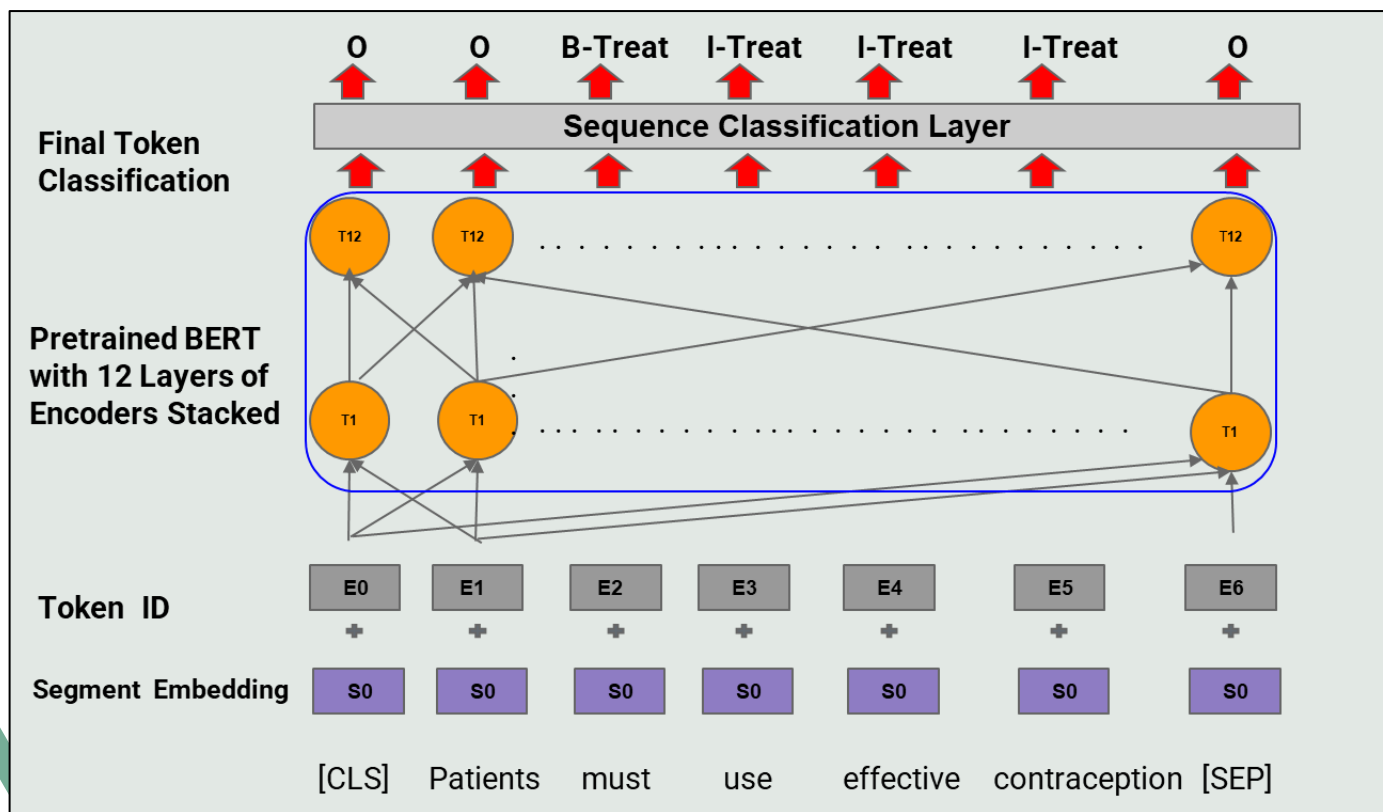 O O B-Treat I-Treat I-Treat I-Treat O
Sequence Classification Layer
Final Token
Classification
T12 T12 T12
Pretrained BERT
with 12 Layers of
Encoders Stacked
T1 T1 T1
Token ID
E0 E1 E2 E3 E4 E5 E6
+ + + + + + +
Segment Embedding
S0 S0 S0 S0 S0 S0 S0
[CLS] Patients must use effective contraception [SEP]